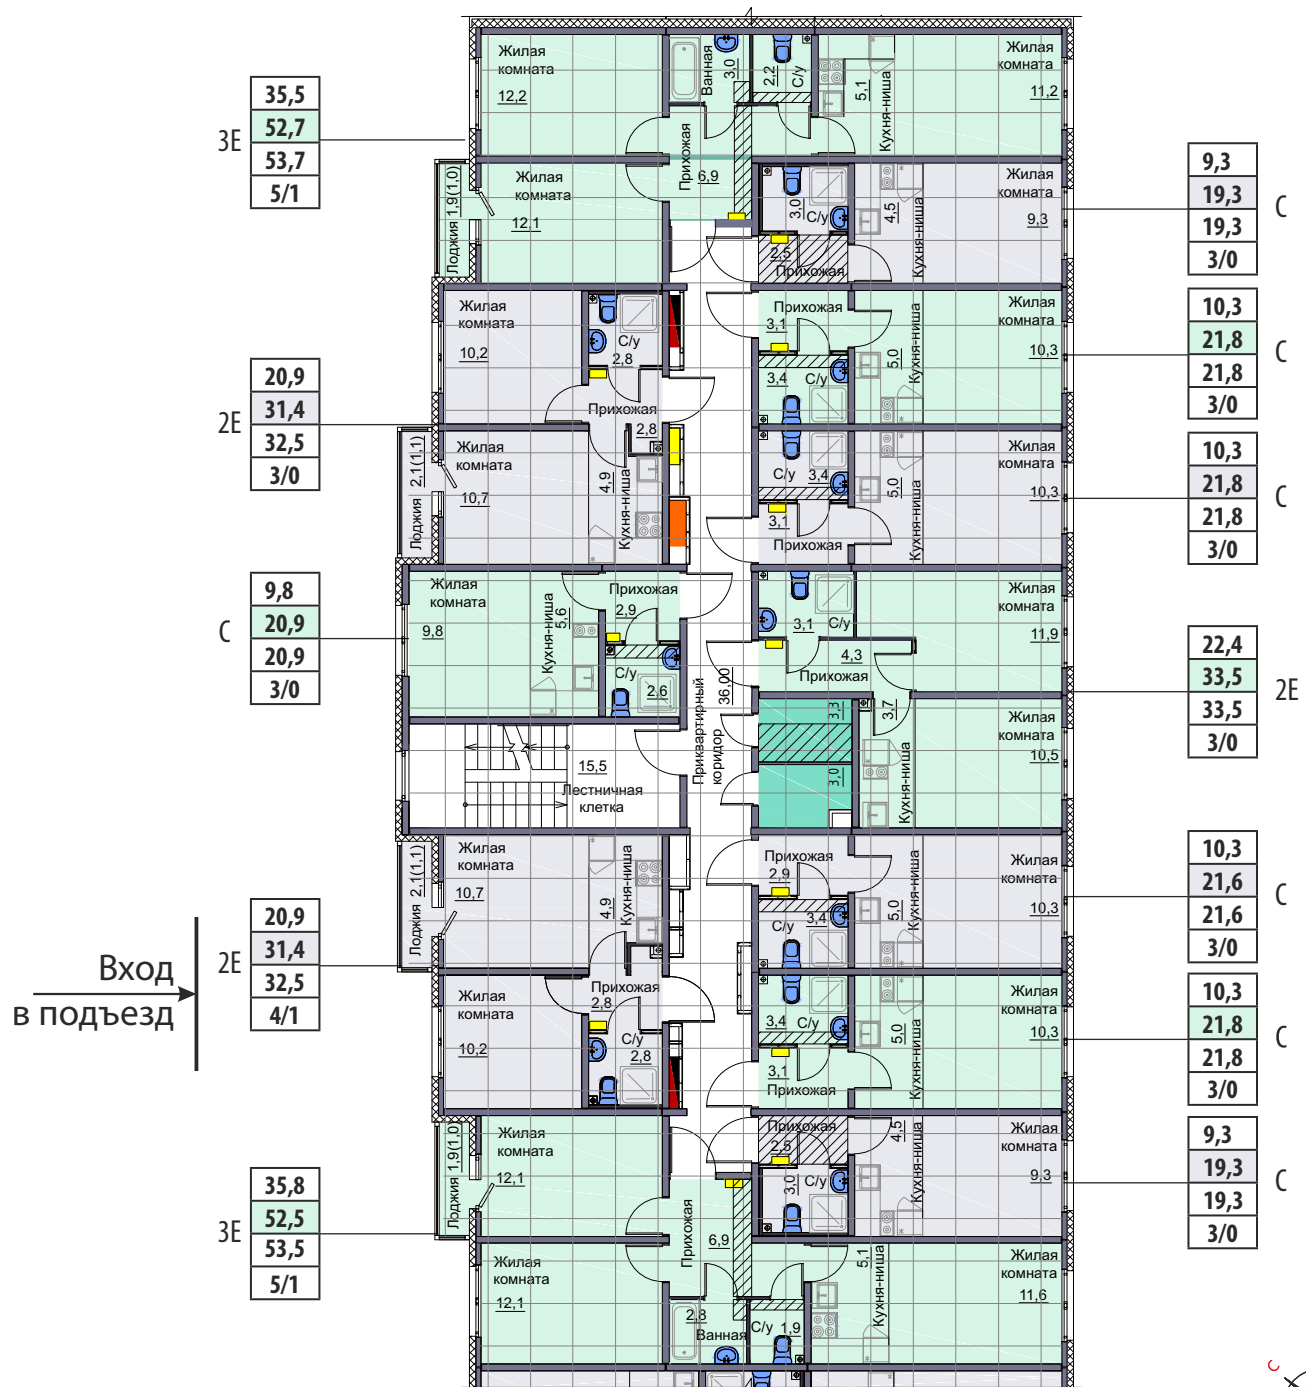 35,5
52,7
53,7
5/1
3Е
20,9
31,4
32,5
3/0
2Е
9,8
20,9
20,9
3/0
С
Вход
в подъезд
20,9
31,4
32,5
4/1
2Е
35,8
52,5
53,5
5/1
3Е
Жилая
комната
12,2
Ванная
3,0
2,2
С/у
5,1
Кухня-ниша
Жилая
комната
11,2
Лоджия 1,9(1,0)
Жилая
комната
12,1
Прихожая
6,9
3,0
С/у
2,5
Прихожая
4,5
Кухня-ниша
Жилая
комната
9,3
Жилая
комната
10,2
С/у
2,8
Прихожая
2,8
Прихожая
3,1
3,4
С/у
5,0
Кухня-ниша
Жилая
комната
10,3
Лоджия 2,1(1,1)
Жилая
комната
10,7
4,9
Кухня-ниша
С/у
3,4
3,1
Прихожая
5,0
Кухня-ниша
Жилая
комната
10,3
Жилая
комната
9,8
Кухня-ниша
5,6
Прихожая
2,9
С/у
2,6
3,1
С/у
4,3
Прихожая
Жилая
комната
11,9
Приквартирный
коридор
36,00
3,3
3,0
3,7
Кухня-ниша
Жилая
комната
10,5
15,5
Лестничная
клетка
Лоджия 2,1(1,1)
Жилая
комната
10,7
4,9
Кухня-ниша
Прихожая
2,9
С/у
3,4
5,0
Кухня-ниша
Жилая
комната
10,3
Жилая
комната
10,2
Прихожая
2,8
С/у
2,8
3,4
С/у
3,1
Прихожая
5,0
Кухня-ниша
Жилая
комната
10,3
Лоджия 1,9(1,0)
Жилая
комната
12,1
Прихожая
6,9
Прихожая
2,5
3,0
С/у
4,5
Кухня-ниша
Жилая
комната
9,3
Жилая
комната
12,1
2,8
Ванная
С/у
1,9
5,1
Кухня-ниша
Жилая
комната
11,6
9,3
19,3
19,3
3/0
С
10,3
21,8
21,8
3/0
С
10,3
21,8
21,8
3/0
С
22,4
33,5
33,5
3/0
2Е
10,3
21,6
21,6
3/0
С
10,3
21,8
21,8
3/0
С
9,3
19,3
19,3
3/0
С
С